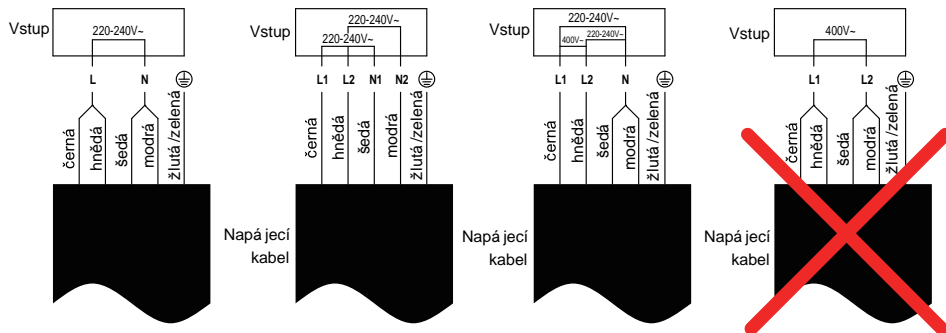 Vstup
220-240V~
L N
černá
hnědá
šedá
modrá
žlutá/zelená
Vstup
220-240V~
220-240V~
L1 L2 N1 N2
černá
hnědá
šedá
modrá
žlutá/zelená
Napá jecí
kabel
Vstup
220-240V~
400V~ 220-240V~
L1 L2 N
černá
hnědá
šedá
modrá
žlutá/zelená
Napá jecí
kabel
Vstup
400V~
L1 L2
černá
hnědá
šedá
modrá
žlutá/zelená
Napá jecí
kabel